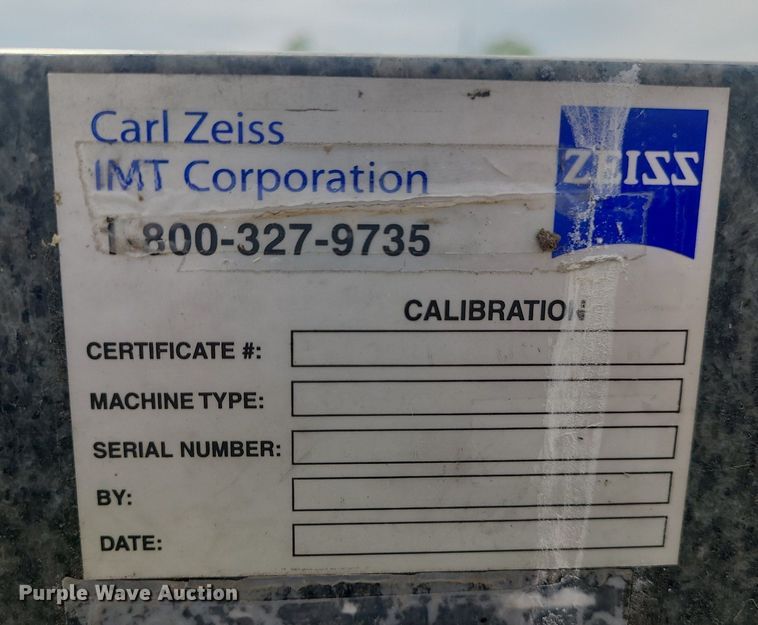 Carl Zeiss
IMT Corporation
1 800-327-9735
ZEISS
CALIBRATION
CERTIFICATE #:
MACHINE TYPE:
SERIAL NUMBER:
BY:
DATE:
Purple Wave Auction